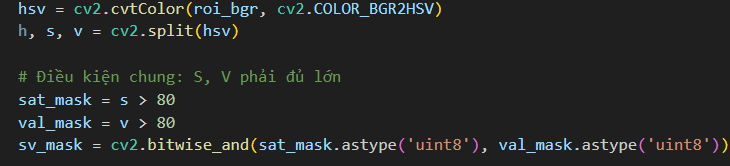 hsv = cv2.cvtColor(roi_bgr, cv2.COLOR_BGR2HSV)
h, s, v = cv2.split(hsv)
# Điều kiện chung: S, V phải đủ lớn
sat_mask = s > 80
val_mask = v > 80
sv_mask = cv2.bitwise_and(sat_mask.astype('uint8'), val_mask.astype('uint8'))